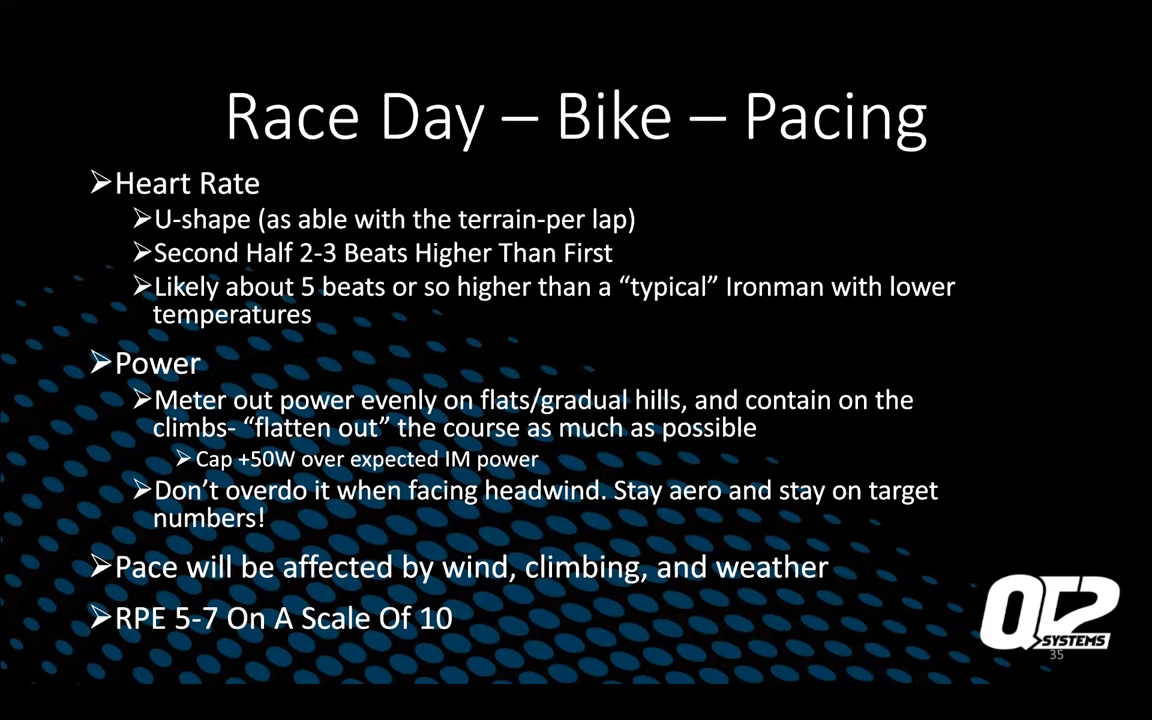 Race Day – Bike – Pacing
➢Heart Rate
➢U-shape (as able with the terrain-per lap)
➢Second Half 2-3 Beats Higher Than First
➢Likely about 5 beats or so higher than a “typical” Ironman with lower
temperatures
➢Power
➢Meter out power evenly on flats/gradual hills, and contain on the
climbs- “flatten out” the course as much as possible
➢Cap +50W over expected IM power
➢Don’t overdo it when facing headwind. Stay aero and stay on target
numbers!
➢Pace will be affected by wind, climbing, and weather
➢RPE 5-7 On A Scale Of 10
QT2
SYSTEMS
35